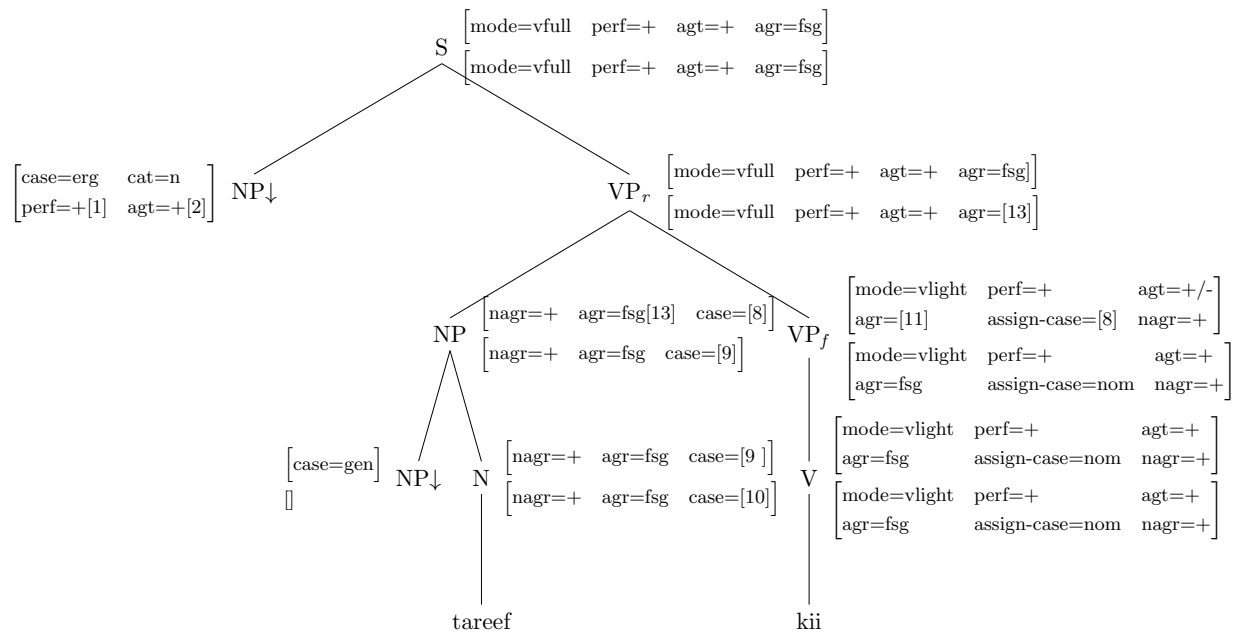 [mode=vfull perf=+ agt=+ agr=fsg]
S
[mode=vfull perf=+ agt=+ agr=fsg]
[case=erg cat=n
perf=+[1] agt=+[2]]
NP↓
VPr
[mode=vfull perf=+ agt=+ agr=fsg]
[mode=vfull perf=+ agt=+ agr=[13]]
NP
[nagr=+ agr=fsg[13] case=[8]]
[nagr=+ agr=fsg case=[9]]
VPf
[mode=vlight perf=+ agt=+/-
agr=[11] assign-case=[8] nagr=+]
[mode=vlight perf=+ agt=+
agr=fsg assign-case=nom nagr=+]
[case=gen]
[]
NP↓
N
[nagr=+ agr=fsg case=[9 ]]
[nagr=+ agr=fsg case=[10]]
V
[mode=vlight perf=+ agt=+
agr=fsg assign-case=nom nagr=+]
[mode=vlight perf=+ agt=+
agr=fsg assign-case=nom nagr=+]
tareef
kii